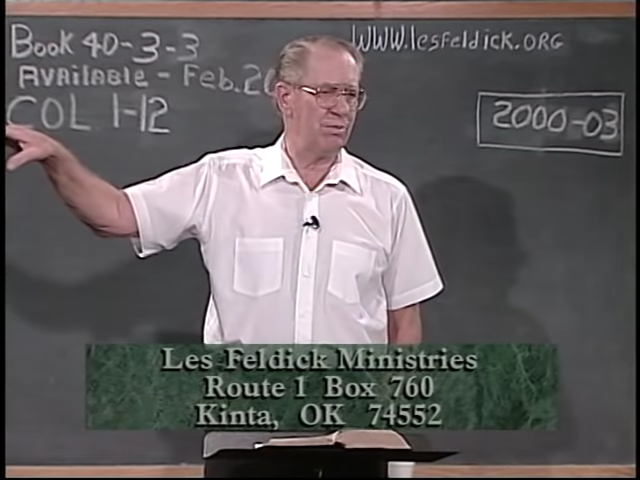 Book 40-3-3
WWW.lesfeldick.ORG
Available - Feb. 20
COL 1-12
2000-03
Les Feldick Ministries
Route 1 Box 760
Kinta, OK 74552